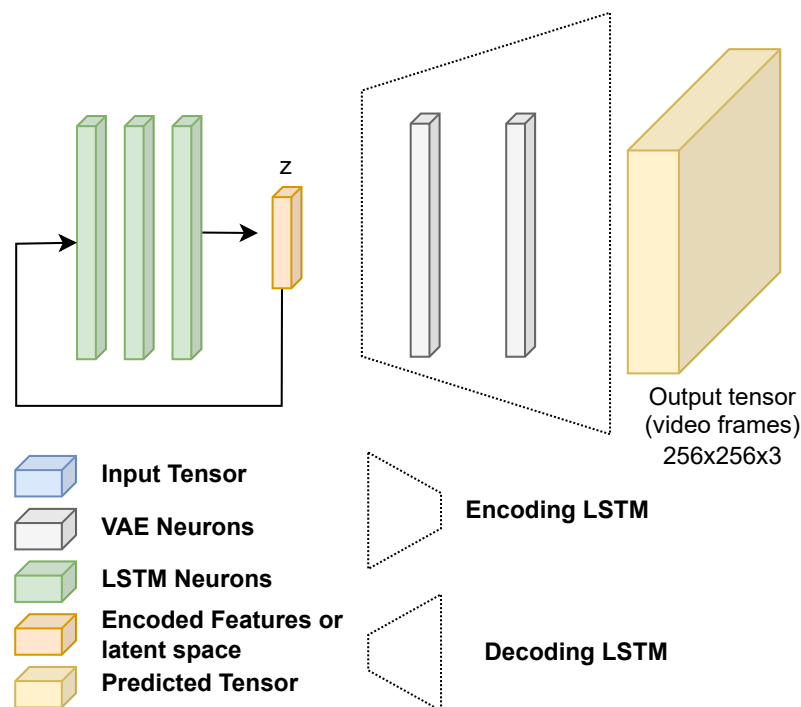 z
Output tensor
(video frames)
256x256x3
Input Tensor
VAE Neurons
LSTM Neurons
Encoded Features or
latent space
Predicted Tensor
Encoding LSTM
Decoding LSTM